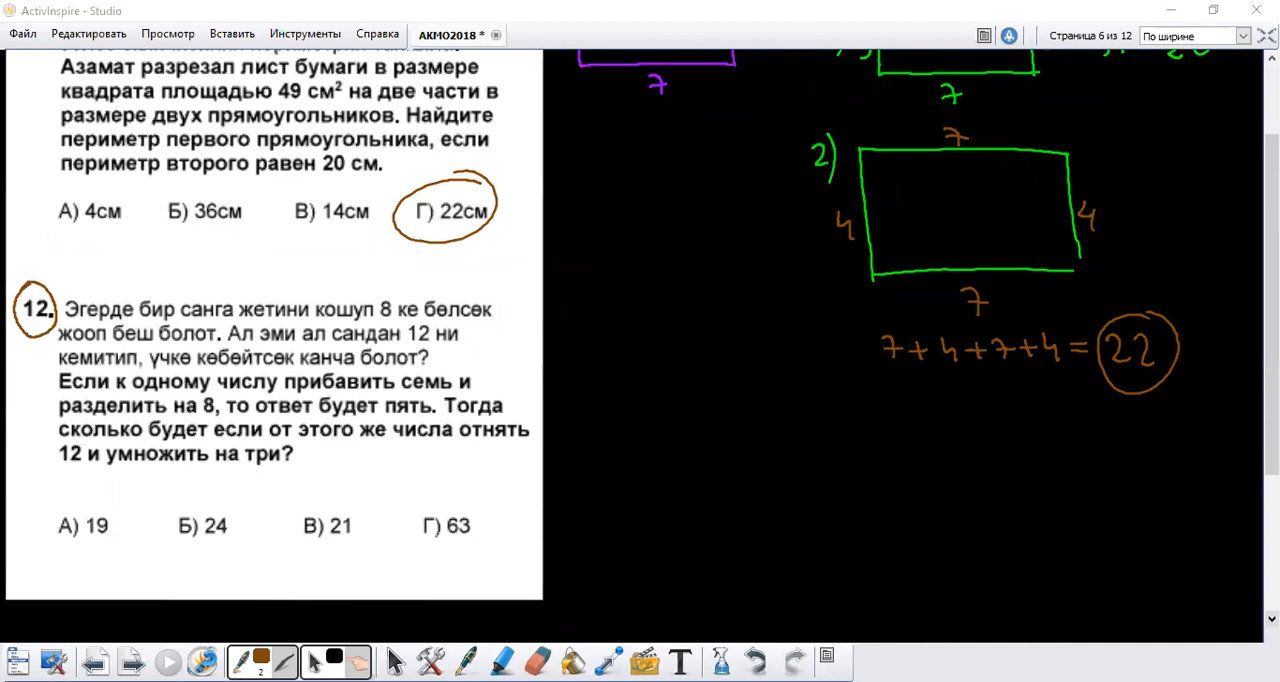 ActivInspire - Studio
Файл Редактировать Просмотр Вставить Инструменты Справка АКМО2018 * Страница 6 из 12 По ширине
Азамат разрезал лист бумаги в размере
квадрата площадью 49 см² на две части в
размере двух прямоугольников. Найдите
периметр первого прямоугольника, если
периметр второго равен 20 см.
А) 4см Б) 36см В) 14см Г) 22см
12. Эгерде бир санга жетини кошуп 8 ке бөлсөк
жооп беш болот. Ал эми ал сандан 12 ни
кемитип, үчкө көбөйтсөк канча болот?
Если к одному числу прибавить семь и
разделить на 8, то ответ будет пять. Тогда
сколько будет если от этого же числа отнять
12 и умножить на три?
А) 19 Б) 24 В) 21 Г) 63
7
7
2)
7
4 4
7
7+4+7+4=22
2